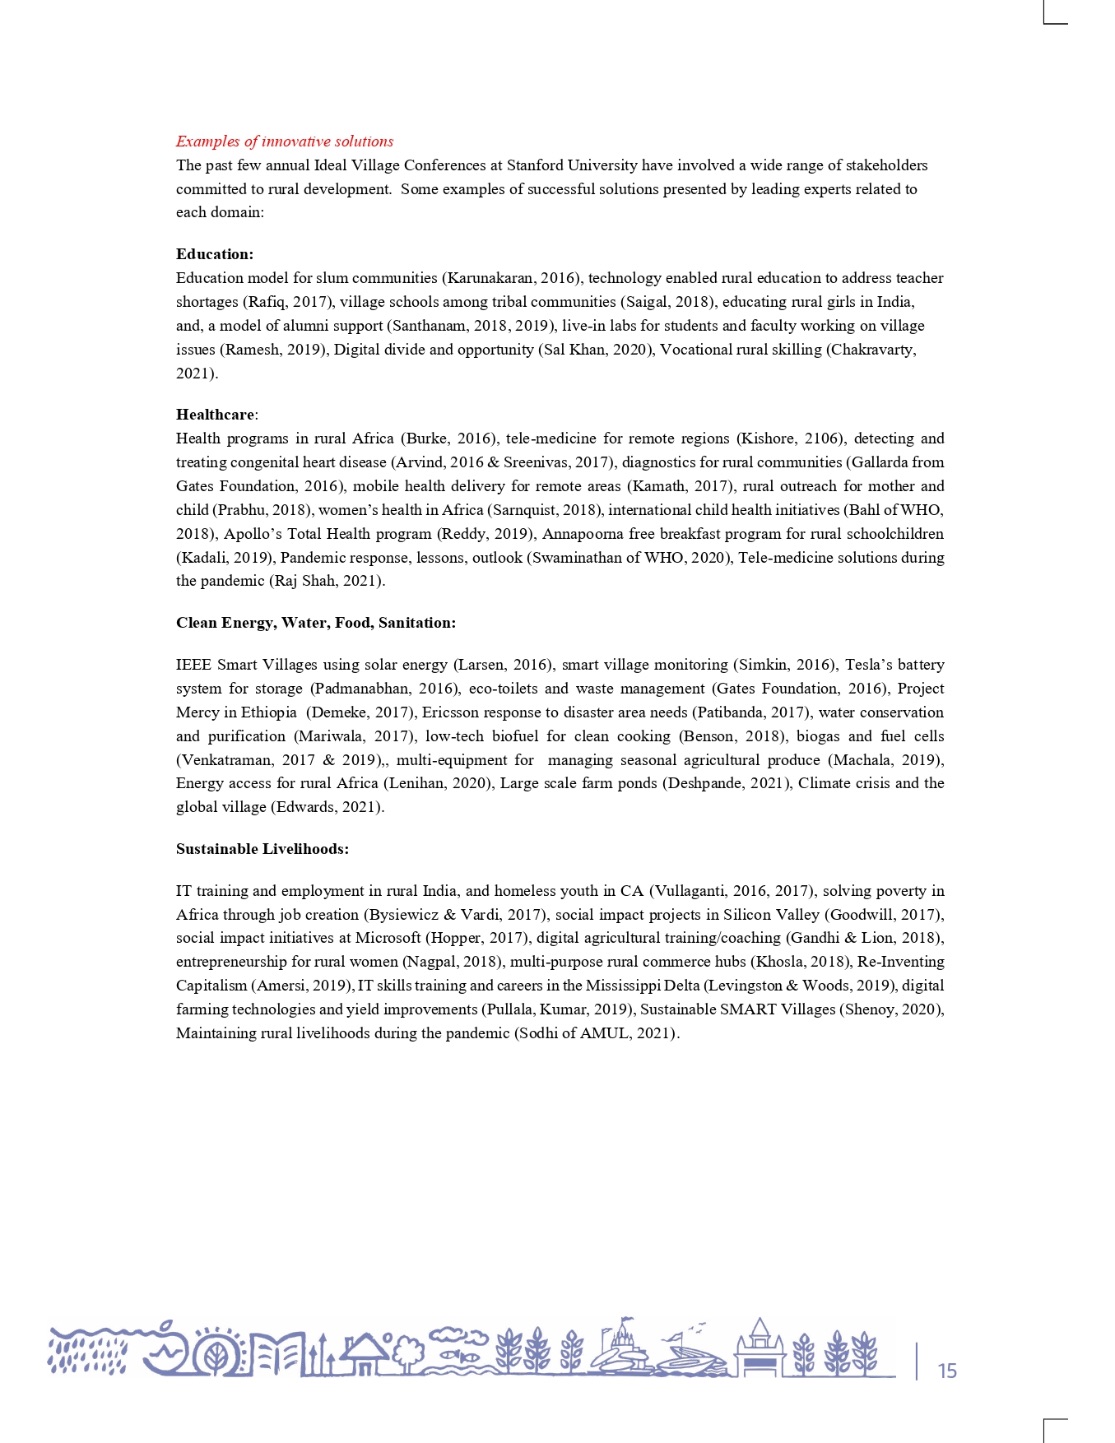 Examples of innovative solutions
The past few annual Ideal Village Conferences at Stanford University have involved a wide range of stakeholders
committed to rural development.  Some examples of successful solutions presented by leading experts related to
each domain:
Education:
Education model for slum communities (Karunakaran, 2016), technology enabled rural education to address teacher
shortages (Rafiq, 2017), village schools among tribal communities (Saigal, 2018), educating rural girls in India,
and, a model of alumni support (Santhanam, 2018, 2019), live-in labs for students and faculty working on village
issues (Ramesh, 2019), Digital divide and opportunity (Sal Khan, 2020), Vocational rural skilling (Chakravarty,
2021).
Healthcare:
Health programs in rural Africa (Burke, 2016), tele-medicine for remote regions (Kishore, 2106), detecting and
treating congenital heart disease (Arvind, 2016 & Sreenivas, 2017), diagnostics for rural communities (Gallarda from
Gates Foundation, 2016), mobile health delivery for remote areas (Kamath, 2017), rural outreach for mother and
child (Prabhu, 2018), women's health in Africa (Sarnquist, 2018), international child health initiatives (Bahl of WHO,
2018), Apollo's Total Health program (Reddy, 2019), Annapoorna free breakfast program for rural schoolchildren
(Kadali, 2019), Pandemic response, lessons, outlook (Swaminathan of WHO, 2020), Tele-medicine solutions during
the pandemic (Raj Shah, 2021).
Clean Energy, Water, Food, Sanitation:
IEEE Smart Villages using solar energy (Larsen, 2016), smart village monitoring (Simkin, 2016), Tesla's battery
system for storage (Padmanabhan, 2016), eco-toilets and waste management (Gates Foundation, 2016), Project
Mercy in Ethiopia  (Demeke, 2017), Ericsson response to disaster area needs (Patibanda, 2017), water conservation
and purification (Mariwala, 2017), low-tech biofuel for clean cooking (Benson, 2018), biogas and fuel cells
(Venkatraman, 2017 & 2019),, multi-equipment for  managing seasonal agricultural produce (Machala, 2019),
Energy access for rural Africa (Lenihan, 2020), Large scale farm ponds (Deshpande, 2021), Climate crisis and the
global village (Edwards, 2021).
Sustainable Livelihoods:
IT training and employment in rural India, and homeless youth in CA (Vullaganti, 2016, 2017), solving poverty in
Africa through job creation (Bysiewicz & Vardi, 2017), social impact projects in Silicon Valley (Goodwill, 2017),
social impact initiatives at Microsoft (Hopper, 2017), digital agricultural training/coaching (Gandhi & Lion, 2018),
entrepreneurship for rural women (Nagpal, 2018), multi-purpose rural commerce hubs (Khosla, 2018), Re-Inventing
Capitalism (Amersi, 2019), IT skills training and careers in the Mississippi Delta (Levingston & Woods, 2019), digital
farming technologies and yield improvements (Pullala, Kumar, 2019), Sustainable SMART Villages (Shenoy, 2020),
Maintaining rural livelihoods during the pandemic (Sodhi of AMUL, 2021).
15